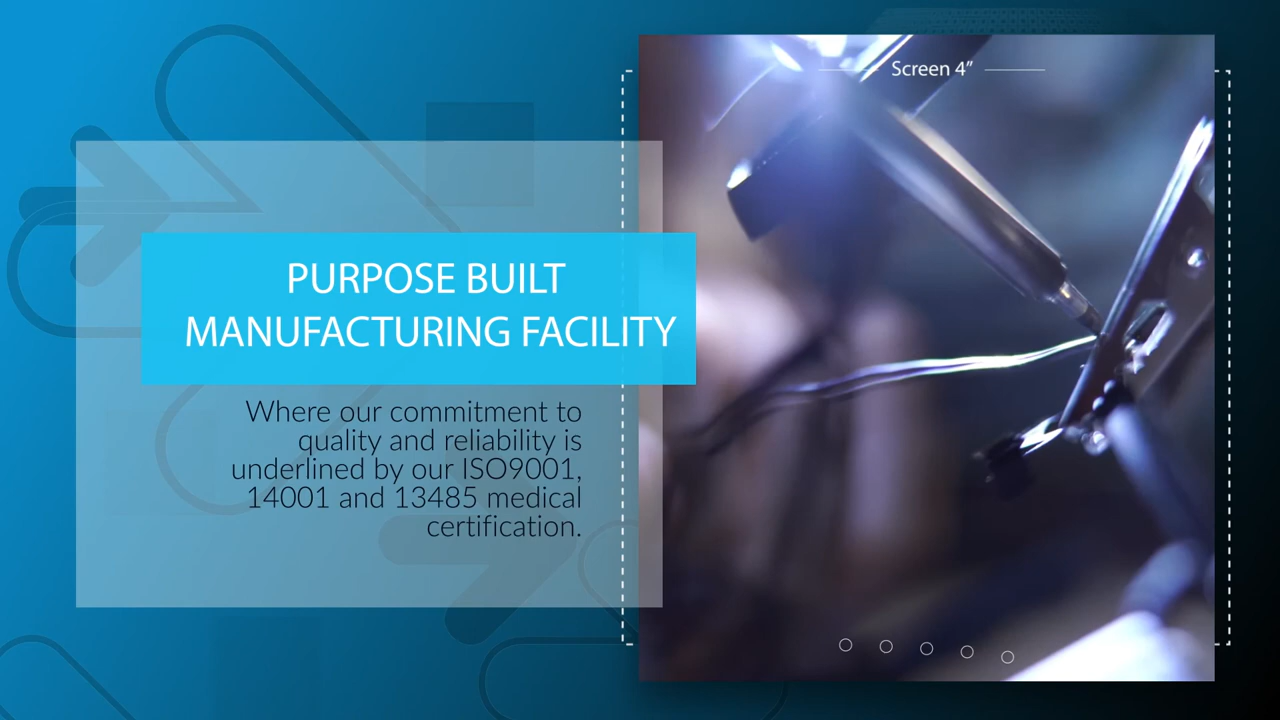 Screen 4”
PURPOSE BUILT
MANUFACTURING FACILITY
Where our commitment to
quality and reliability is
underlined by our ISO9001,
14001 and 13485 medical
certification.